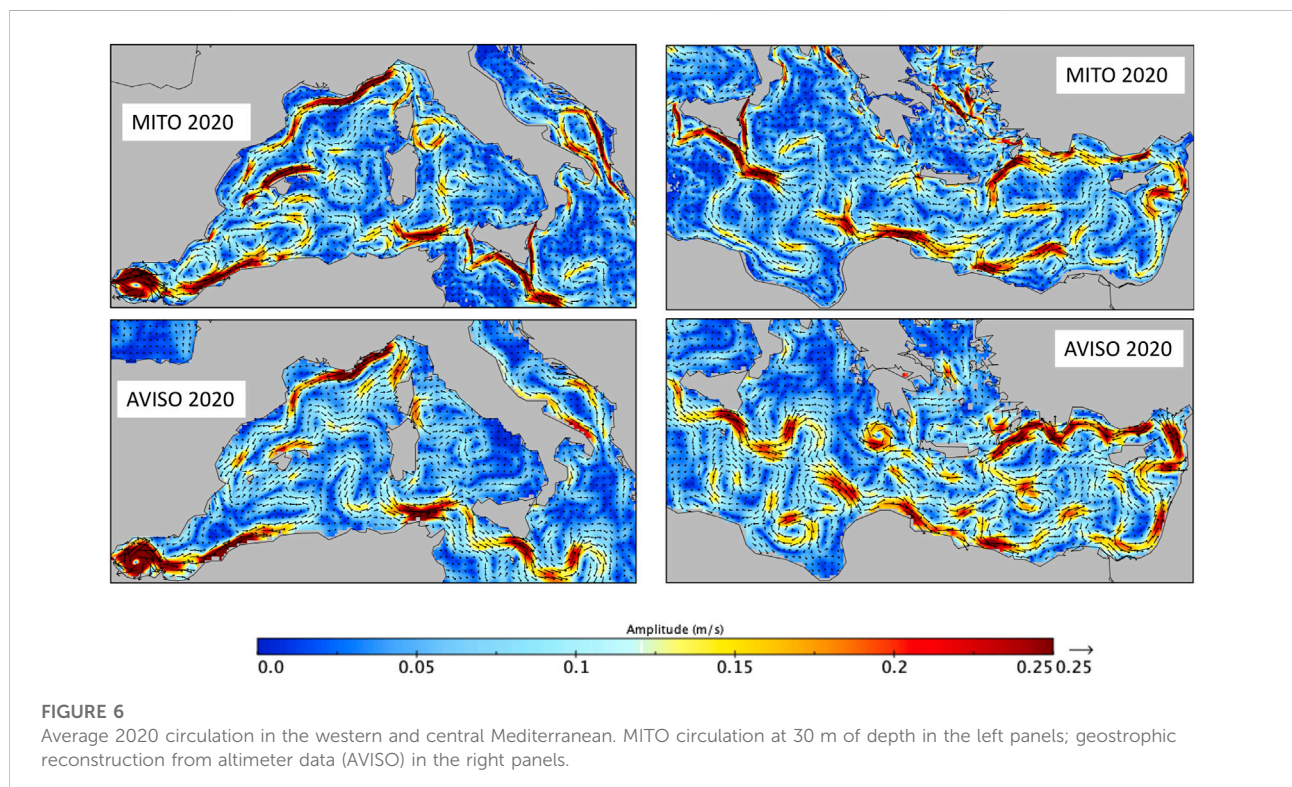 MITO 2020
MITO 2020
AVISO 2020
AVISO 2020
Amplitude (m/s)
0.0 0.05 0.1 0.15 0.2 0.25 0.25
FIGURE 6
Average 2020 circulation in the western and central Mediterranean. MITO circulation at 30 m of depth in the left panels; geostrophic
reconstruction from altimeter data (AVISO) in the right panels.